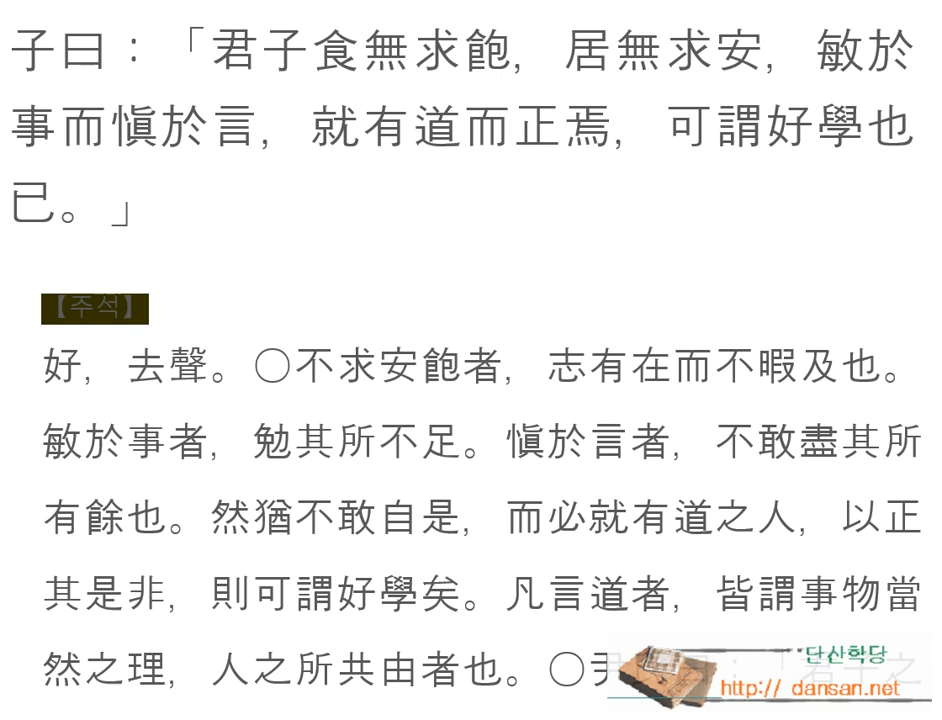 子曰：「君子食無求飽, 居無求安, 敏於
事而愼於言, 就有道而正焉, 可謂好學也
已。」
【주석】
好, 去聲。○不求安飽者, 志有在而不暇及也。
敏於事者, 勉其所不足。愼於言者, 不敢盡其所
有餘也。然猶不敢自是, 而必就有道之人, 以正
其是非, 則可謂好學矣。凡言道者, 皆謂事物當
然之理, 人之所共由者也。○尹 : 「君子之
단산학당
http:// dansan.net